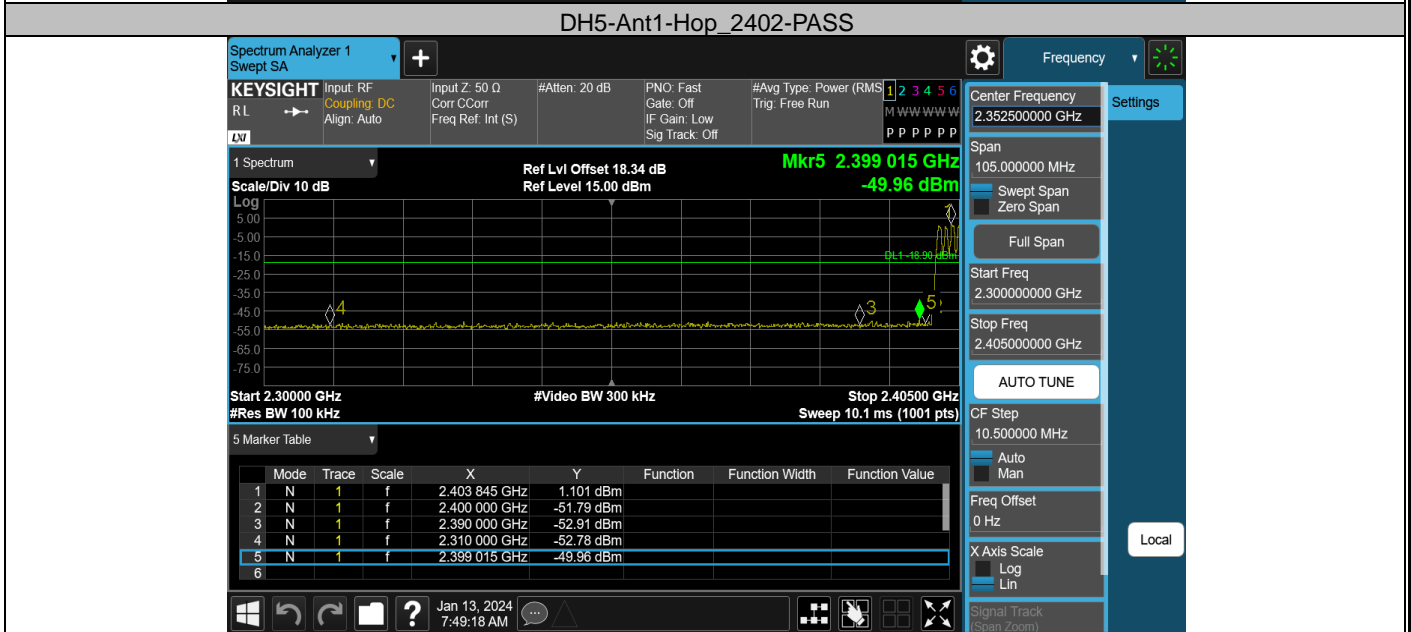 DH5-Ant1-Hop_2402-PASS
Spectrum Analyzer 1
Swept SA
Frequency
KEYSIGHT
RL
LXI
Input: RF
Coupling: DC
Align: Auto
Input Z: 50 Ω
Corr CCorr
Freq Ref: Int (S)
#Atten: 20 dB
PNO: Fast
Gate: Off
IF Gain: Low
Sig Track: Off
#Avg Type: Power (RMS
Trig: Free Run
1 2 3 4 5 6
M W W W W W
P P P P P P
Center Frequency
2.352500000 GHz
Settings
1 Spectrum
Ref Lvl Offset 18.34 dB
Mkr5 2.399 015 GHz
Scale/Div 10 dB
Ref Level 15.00 dBm
-49.96 dBm
Log
5.00
-5.00
-15.0
-25.0
-35.0
-45.0
-55.0
-65.0
-75.0
DL1 -18.90 dBm
4
3
5
Start 2.30000 GHz
#Video BW 300 kHz
Stop 2.40500 GHz
#Res BW 100 kHz
Sweep 10.1 ms (1001 pts)
Span
105.000000 MHz
Swept Span
Zero Span
Full Span
Start Freq
2.300000000 GHz
Stop Freq
2.405000000 GHz
AUTO TUNE
CF Step
10.500000 MHz
Auto
Man
Freq Offset
0 Hz
X Axis Scale
Log
Lin
Signal Track
(Span Zoom)
Local
5 Marker Table
Mode Trace Scale X Y Function Function Width Function Value
1 N 1 f 2.403 845 GHz 1.101 dBm
2 N 1 f 2.400 000 GHz -51.79 dBm
3 N 1 f 2.390 000 GHz -52.91 dBm
4 N 1 f 2.310 000 GHz -52.78 dBm
5 N 1 f 2.399 015 GHz -49.96 dBm
6
Jan 13, 2024
7:49:18 AM